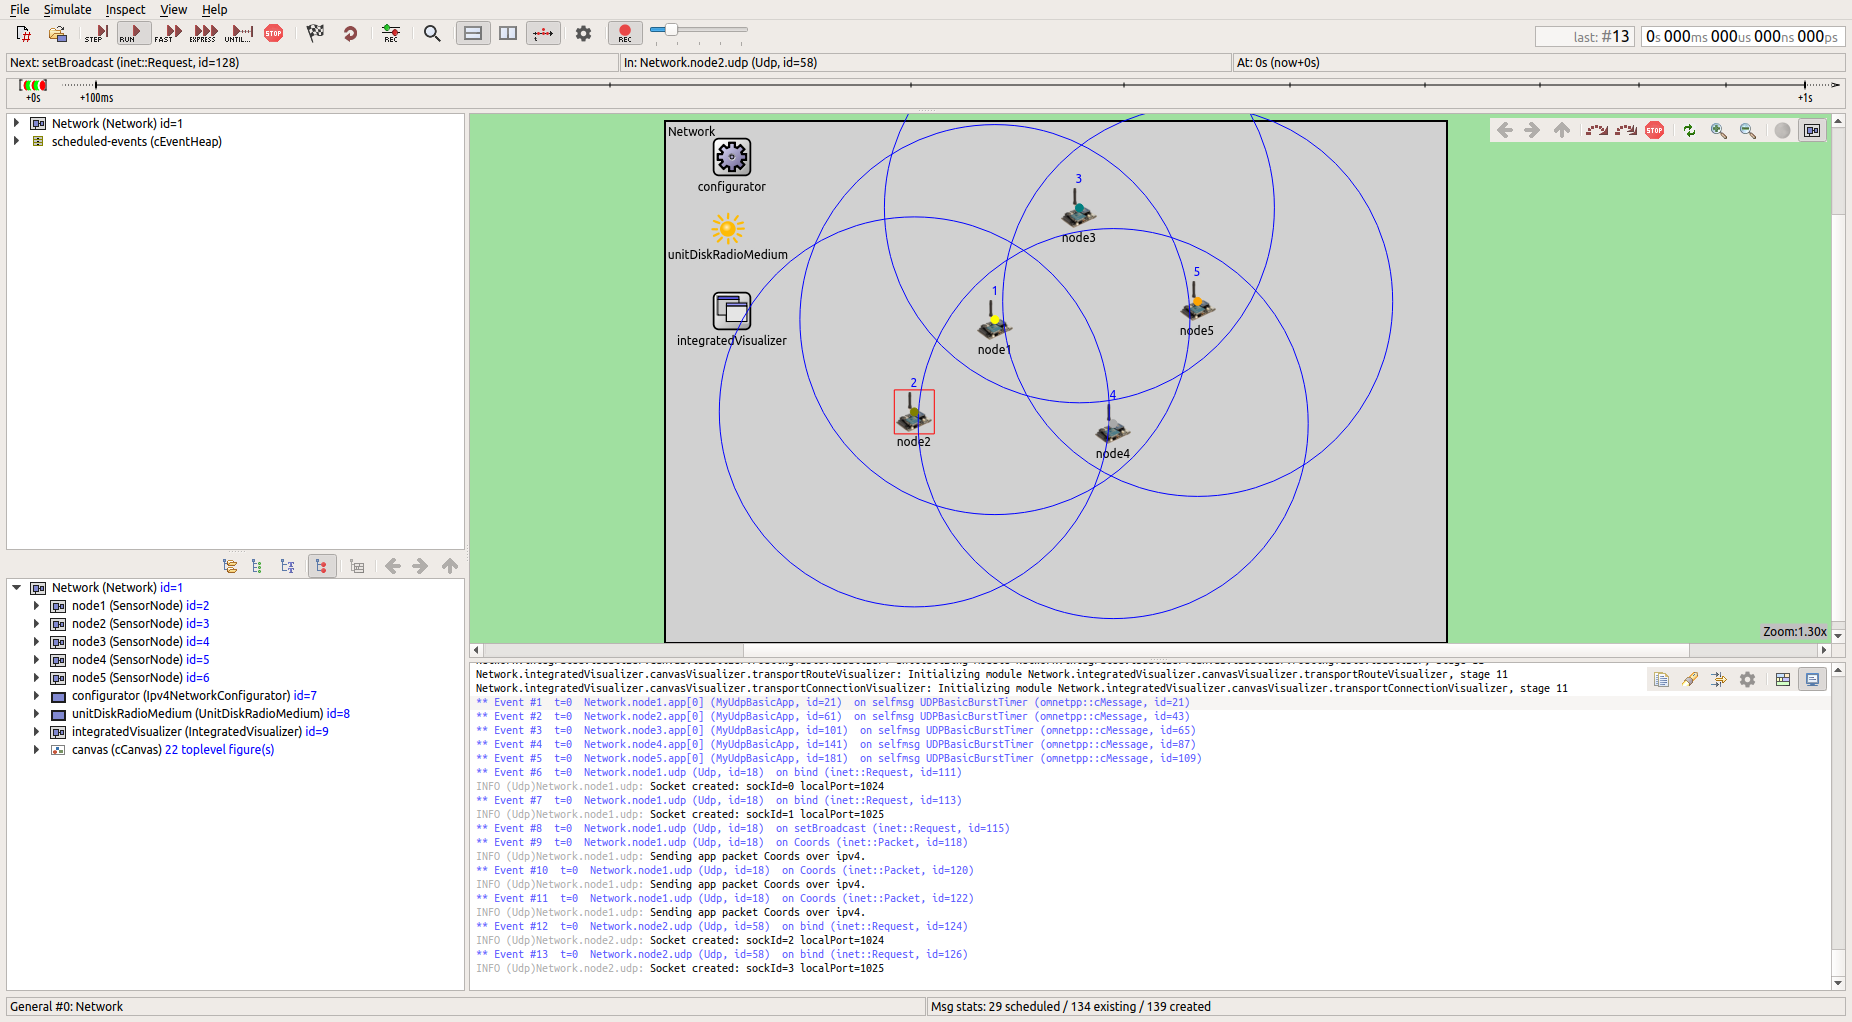 File Simulate Inspect View Help
STEP RUN FAST EXPRESS UNTIL... STOP REC REC
last: #13 0s 000ms 000us 000ns 000ps
Next: setBroadcast (inet::Request, id=128) In: Network.node2.udp (Udp, id=58) At: 0s (now+0s)
+0s +100ms +1s
Network (Network) id=1
scheduled-events (cEventHeap)
Network (Network) id=1
node1 (SensorNode) id=2
node2 (SensorNode) id=3
node3 (SensorNode) id=4
node4 (SensorNode) id=5
node5 (SensorNode) id=6
configurator (Ipv4NetworkConfigurator) id=7
unitDiskRadioMedium (UnitDiskRadioMedium) id=8
integratedVisualizer (IntegratedVisualizer) id=9
canvas (cCanvas) 22 toplevel figure(s)
Network
STOP
configurator
unitDiskRadioMedium
integratedVisualizer
3
node3
5
node5
1
node1
2
node2
4
node4
Zoom:1.30x
Network.integratedVisualizer.canvasVisualizer.transportRouteVisualizer: Initializing module Network.integratedVisualizer.canvasVisualizer.transportRouteVisualizer, stage 11
Network.integratedVisualizer.canvasVisualizer.transportConnectionVisualizer: Initializing module Network.integratedVisualizer.canvasVisualizer.transportConnectionVisualizer, stage 11
** Event #1 t=0 Network.node1.app[0] (MyUdpBasicApp, id=21) on selfmsg UDPBasicBurstTimer (omnetpp::cMessage, id=21)
** Event #2 t=0 Network.node2.app[0] (MyUdpBasicApp, id=61) on selfmsg UDPBasicBurstTimer (omnetpp::cMessage, id=43)
** Event #3 t=0 Network.node3.app[0] (MyUdpBasicApp, id=101) on selfmsg UDPBasicBurstTimer (omnetpp::cMessage, id=65)
** Event #4 t=0 Network.node4.app[0] (MyUdpBasicApp, id=141) on selfmsg UDPBasicBurstTimer (omnetpp::cMessage, id=87)
** Event #5 t=0 Network.node5.app[0] (MyUdpBasicApp, id=181) on selfmsg UDPBasicBurstTimer (omnetpp::cMessage, id=109)
** Event #6 t=0 Network.node1.udp (Udp, id=18) on bind (inet::Request, id=111)
INFO (Udp)Network.node1.udp: Socket created: sockId=0 localPort=1024
** Event #7 t=0 Network.node1.udp (Udp, id=18) on bind (inet::Request, id=113)
INFO (Udp)Network.node1.udp: Socket created: sockId=1 localPort=1025
** Event #8 t=0 Network.node1.udp (Udp, id=18) on setBroadcast (inet::Request, id=115)
** Event #9 t=0 Network.node1.udp (Udp, id=18) on Coords (inet::Packet, id=118)
INFO (Udp)Network.node1.udp: Sending app packet Coords over ipv4.
** Event #10 t=0 Network.node1.udp (Udp, id=18) on Coords (inet::Packet, id=120)
INFO (Udp)Network.node1.udp: Sending app packet Coords over ipv4.
** Event #11 t=0 Network.node1.udp (Udp, id=18) on Coords (inet::Packet, id=122)
INFO (Udp)Network.node1.udp: Sending app packet Coords over ipv4.
** Event #12 t=0 Network.node2.udp (Udp, id=58) on bind (inet::Request, id=124)
INFO (Udp)Network.node2.udp: Socket created: sockId=2 localPort=1024
** Event #13 t=0 Network.node2.udp (Udp, id=58) on bind (inet::Request, id=126)
INFO (Udp)Network.node2.udp: Socket created: sockId=3 localPort=1025
General #0: Network Msg stats: 29 scheduled / 134 existing / 139 created